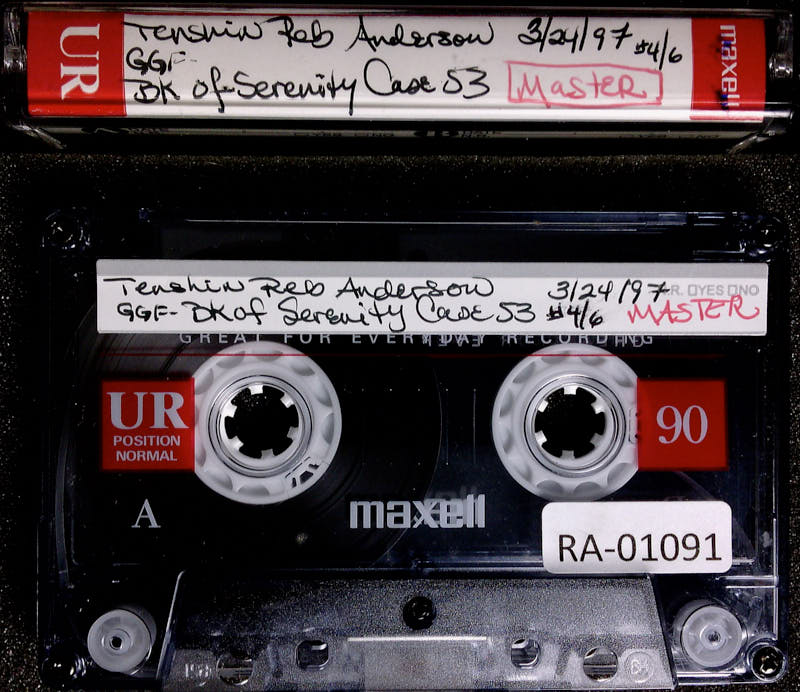 UR
Tenshin Reb Anderson 3/24/97 #4/6
GGF-
BK of Serenity Case 53 Master
maxell
Tenshin Reb Anderson 3/24/97
N.R. YES NO
GGF- BK of Serenity Case 53 #4/6 MASTER
GREAT FOR EVERYDAY RECORDING
UR
POSITION
NORMAL
90
A
maxell
RA-01091